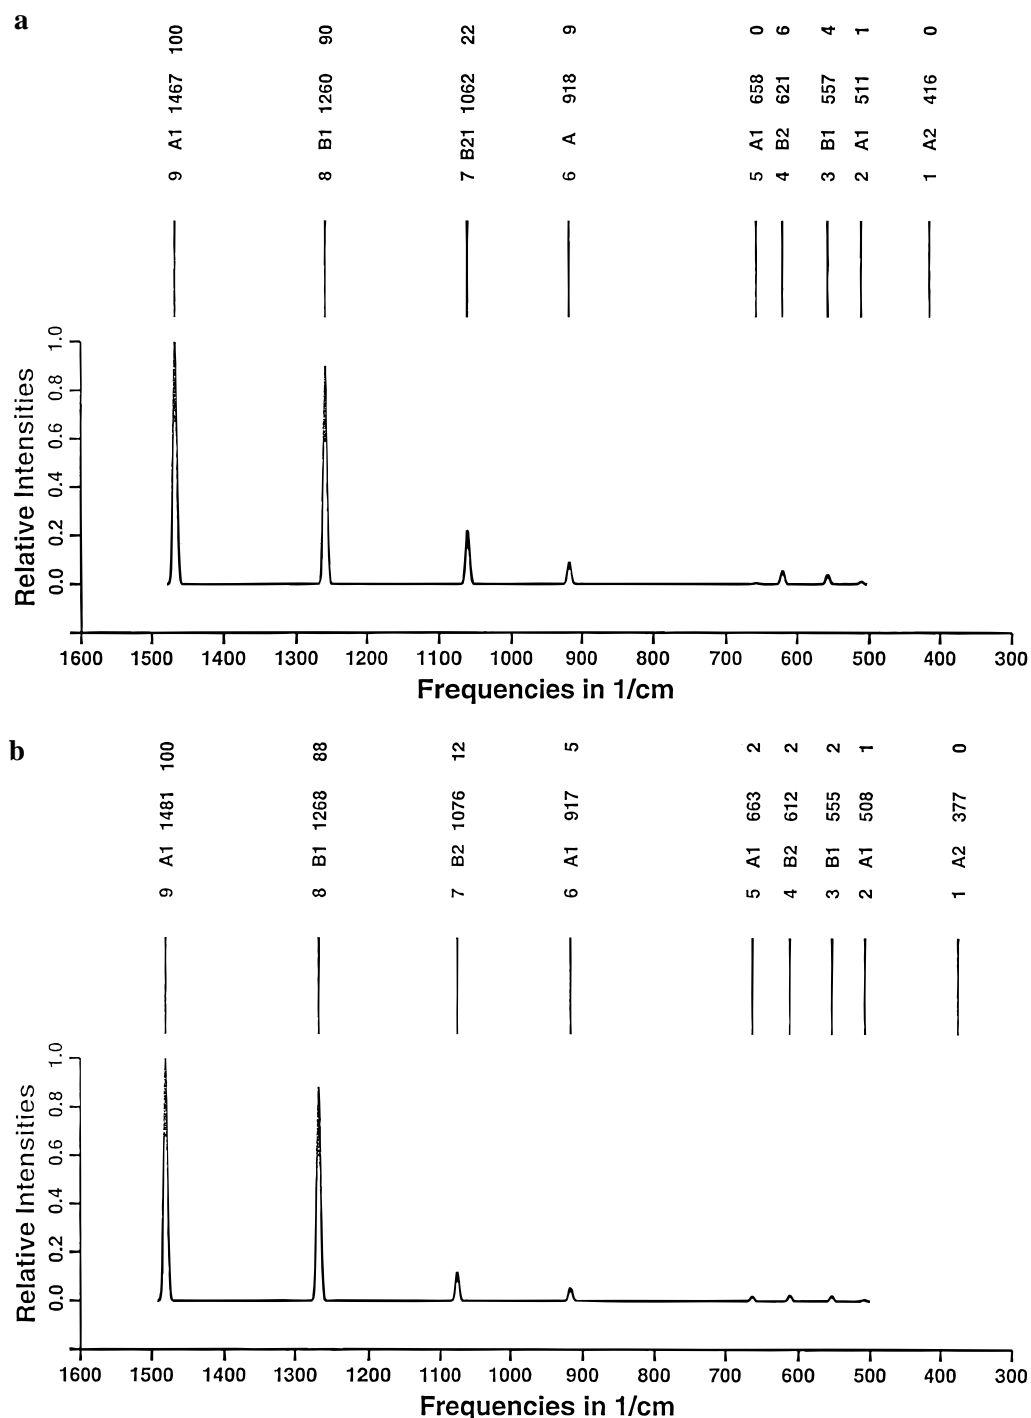 a
9 A1 1467 100
8 B1 1260 90
7 B21 1062 22
6 A 918 9
5 A1 658 0
4 B2 621 6
3 B1 557 4
2 A1 511 1
1 A2 416 0
Relative Intensities
1.0
0.8
0.6
0.4
0.2
0.0
1600 1500 1400 1300 1200 1100 1000 900 800 700 600 500 400 300
Frequencies in 1/cm
b
9 A1 1481 100
8 B1 1268 88
7 B2 1076 12
6 A1 917 5
5 A1 663 2
4 B2 612 2
3 B1 555 2
2 A1 508 1
1 A2 377 0
Relative Intensities
1.0
0.8
0.6
0.4
0.2
0.0
1600 1500 1400 1300 1200 1100 1000 900 800 700 600 500 400 300
Frequencies in 1/cm